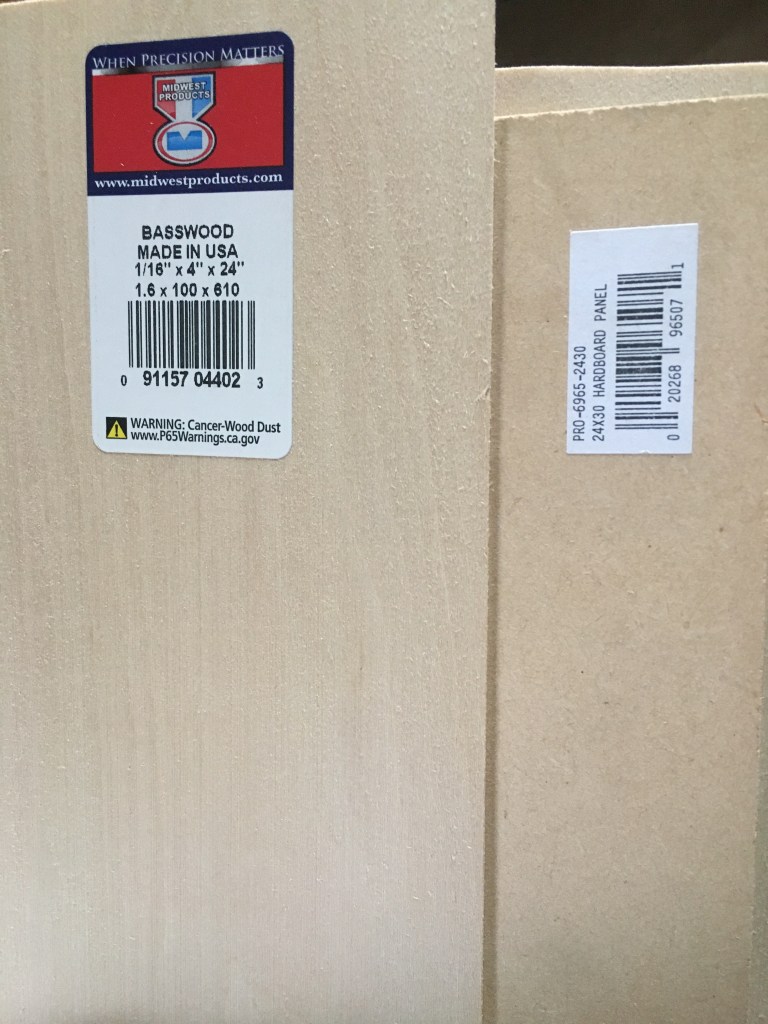 WHEN PRECISION MATTERS
MIDWEST
PRODUCTS
www.midwestproducts.com
BASSWOOD
MADE IN USA
1/16" x 4" x 24"
1.6 x 100 x 610
0 91157 04402 3
WARNING: Cancer-Wood Dust
www.P65Warnings.ca.gov
PRO-6965-2430
24X30 HARDBOARD PANEL
0 20268 96507 1